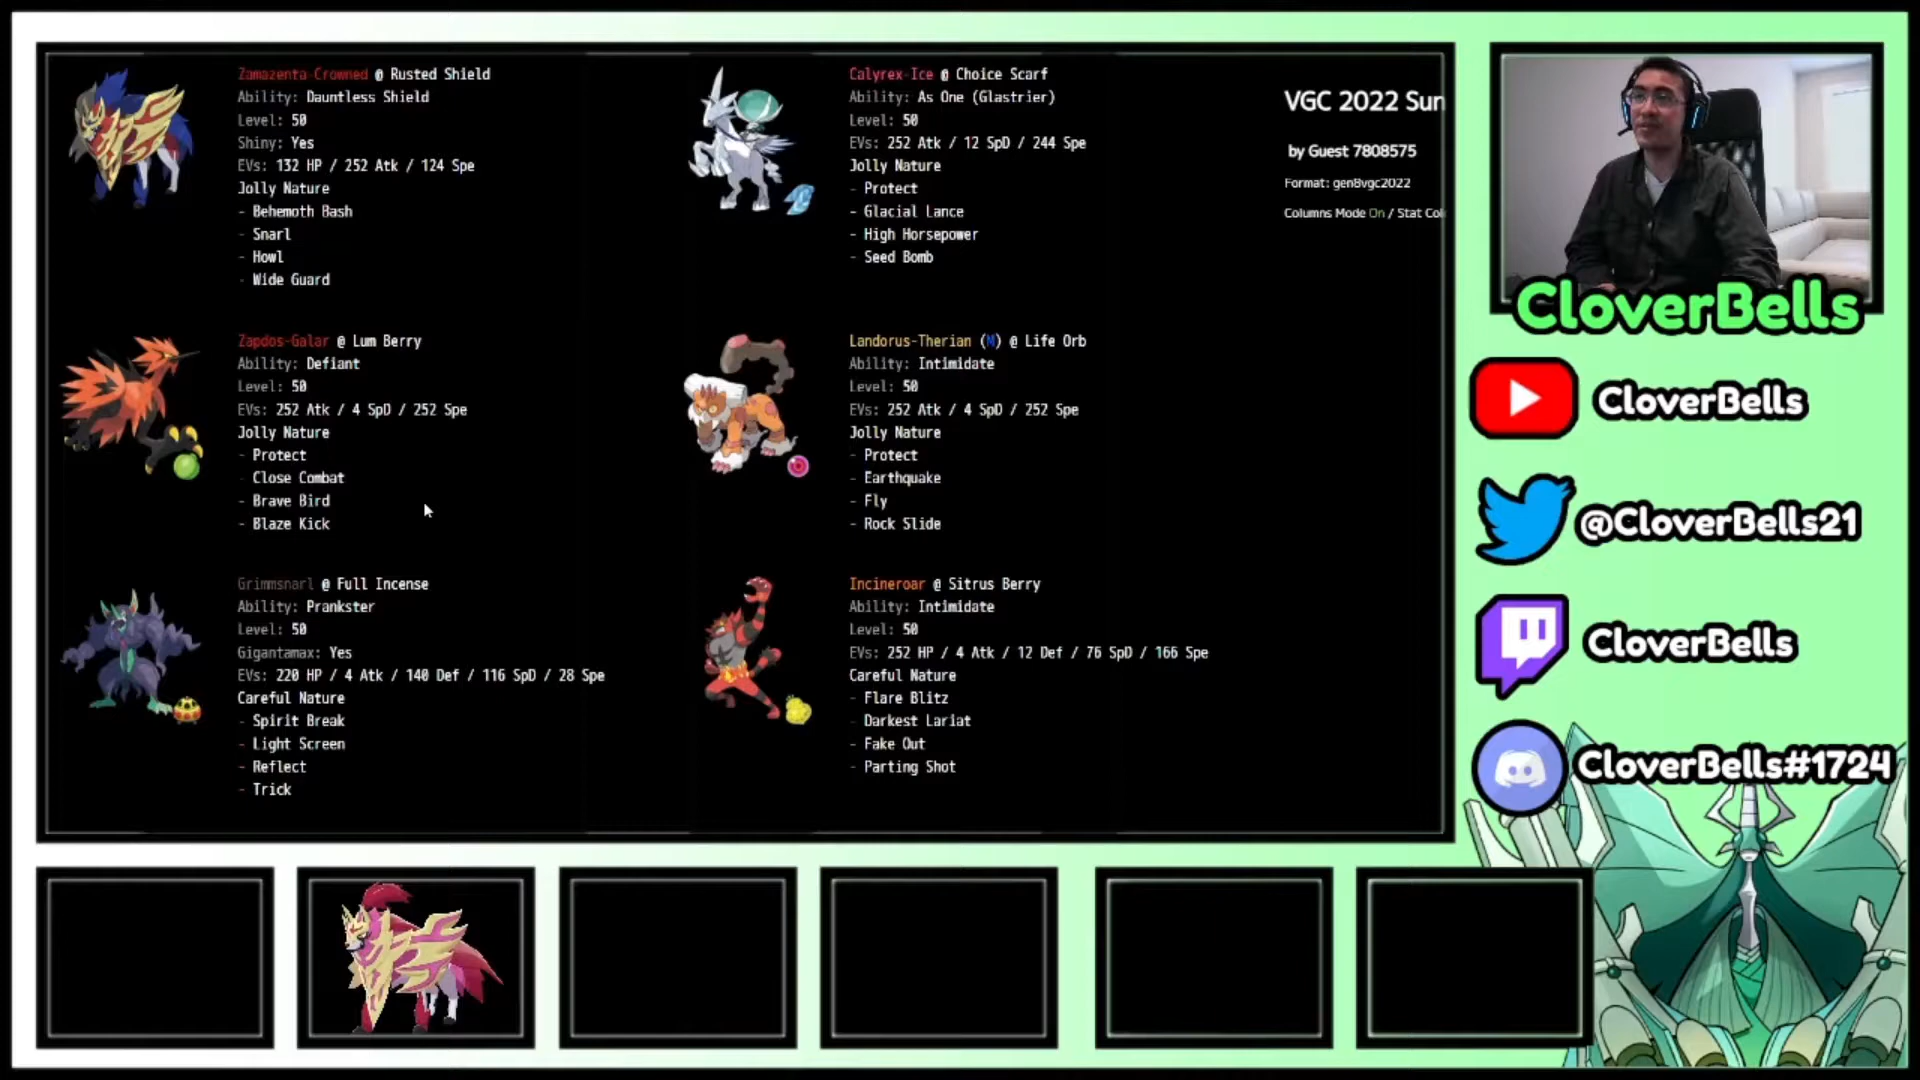 Zamazenta-Crowned @ Rusted Shield
Ability: Dauntless Shield
Level: 50
Shiny: Yes
EVs: 132 HP / 252 Atk / 124 Spe
Jolly Nature
- Behemoth Bash
- Snarl
- Howl
- Wide Guard
Calyrex-Ice @ Choice Scarf
Ability: As One (Glastrier)
Level: 50
EVs: 252 Atk / 12 SpD / 244 Spe
Jolly Nature
- Protect
- Glacial Lance
- High Horsepower
- Seed Bomb
VGC 2022 Sun
by Guest 7808575
Format: gen8vgc2022
Columns Mode On / Stat Col
Zapdos-Galar @ Lum Berry
Ability: Defiant
Level: 50
EVs: 252 Atk / 4 SpD / 252 Spe
Jolly Nature
- Protect
- Close Combat
- Brave Bird
- Blaze Kick
Landorus-Therian (M) @ Life Orb
Ability: Intimidate
Level: 50
EVs: 252 Atk / 4 SpD / 252 Spe
Jolly Nature
- Protect
- Earthquake
- Fly
- Rock Slide
Grimmsnarl @ Full Incense
Ability: Prankster
Level: 50
Gigantamax: Yes
EVs: 220 HP / 4 Atk / 140 Def / 116 SpD / 28 Spe
Careful Nature
- Spirit Break
- Light Screen
- Reflect
- Trick
Incineroar @ Sitrus Berry
Ability: Intimidate
Level: 50
EVs: 252 HP / 4 Atk / 12 Def / 76 SpD / 166 Spe
Careful Nature
- Flare Blitz
- Darkest Lariat
- Fake Out
- Parting Shot
CloverBells
CloverBells
@CloverBells21
CloverBells
CloverBells#1724